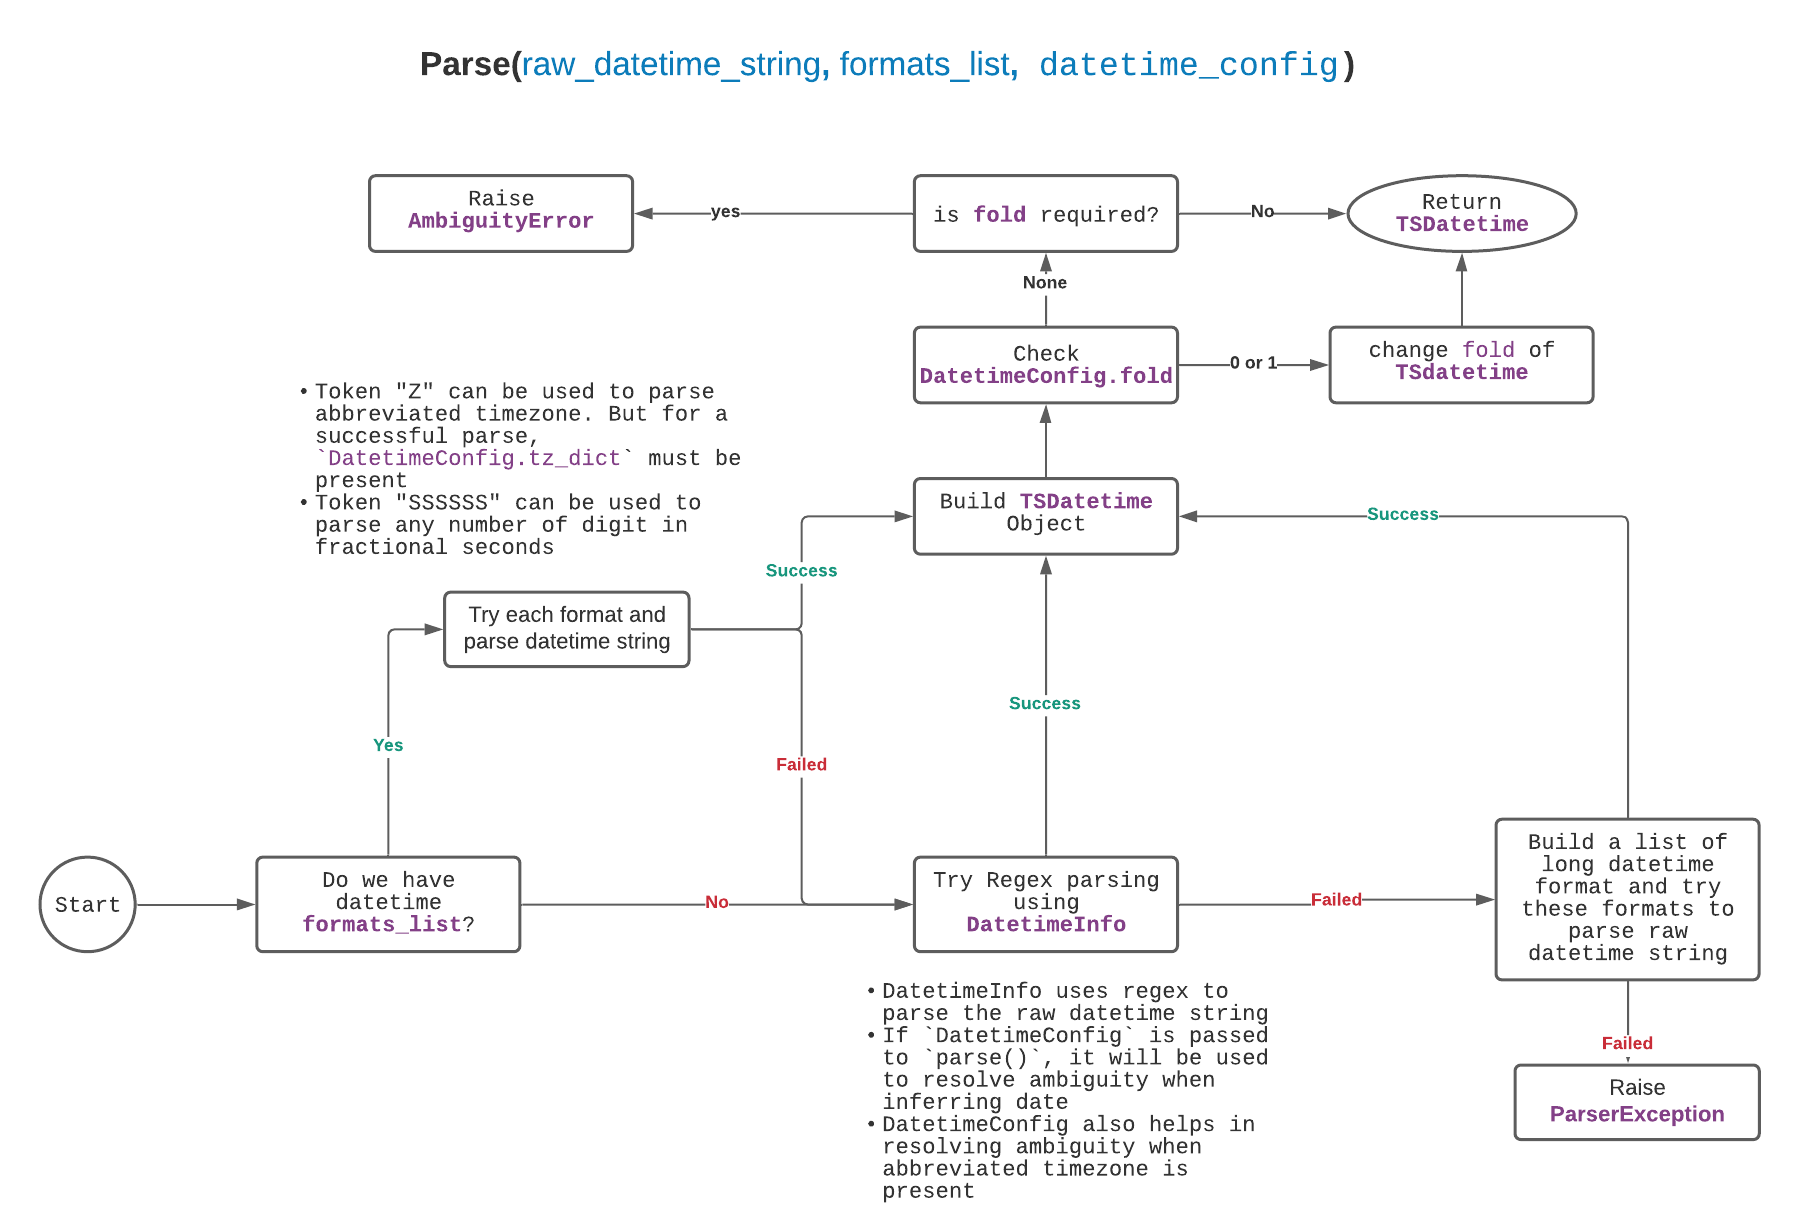 Parse(raw_datetime_string, formats_list, datetime_config)
Raise
AmbiguityError
yes
is fold required?
No
Return
TSDatetime
None
Check
DatetimeConfig.fold
0 or 1
change fold of
TSdatetime
• Token "Z" can be used to parse
abbreviated timezone. But for a
successful parse,
`DatetimeConfig.tz_dict` must be
present
• Token "SSSSSS" can be used to
parse any number of digit in
fractional seconds
Build TSDatetime
Object
Success
Success
Try each format and
parse datetime string
Success
Yes
Failed
Start
Do we have
datetime
formats_list?
No
Try Regex parsing
using
DatetimeInfo
Failed
Build a list of
long datetime
format and try
these formats to
parse raw
datetime string
• DatetimeInfo uses regex to
parse the raw datetime string
• If `DatetimeConfig` is passed
to `parse()`, it will be used
to resolve ambiguity when
inferring date
• DatetimeConfig also helps in
resolving ambiguity when
abbreviated timezone is
present
Failed
Raise
ParserException